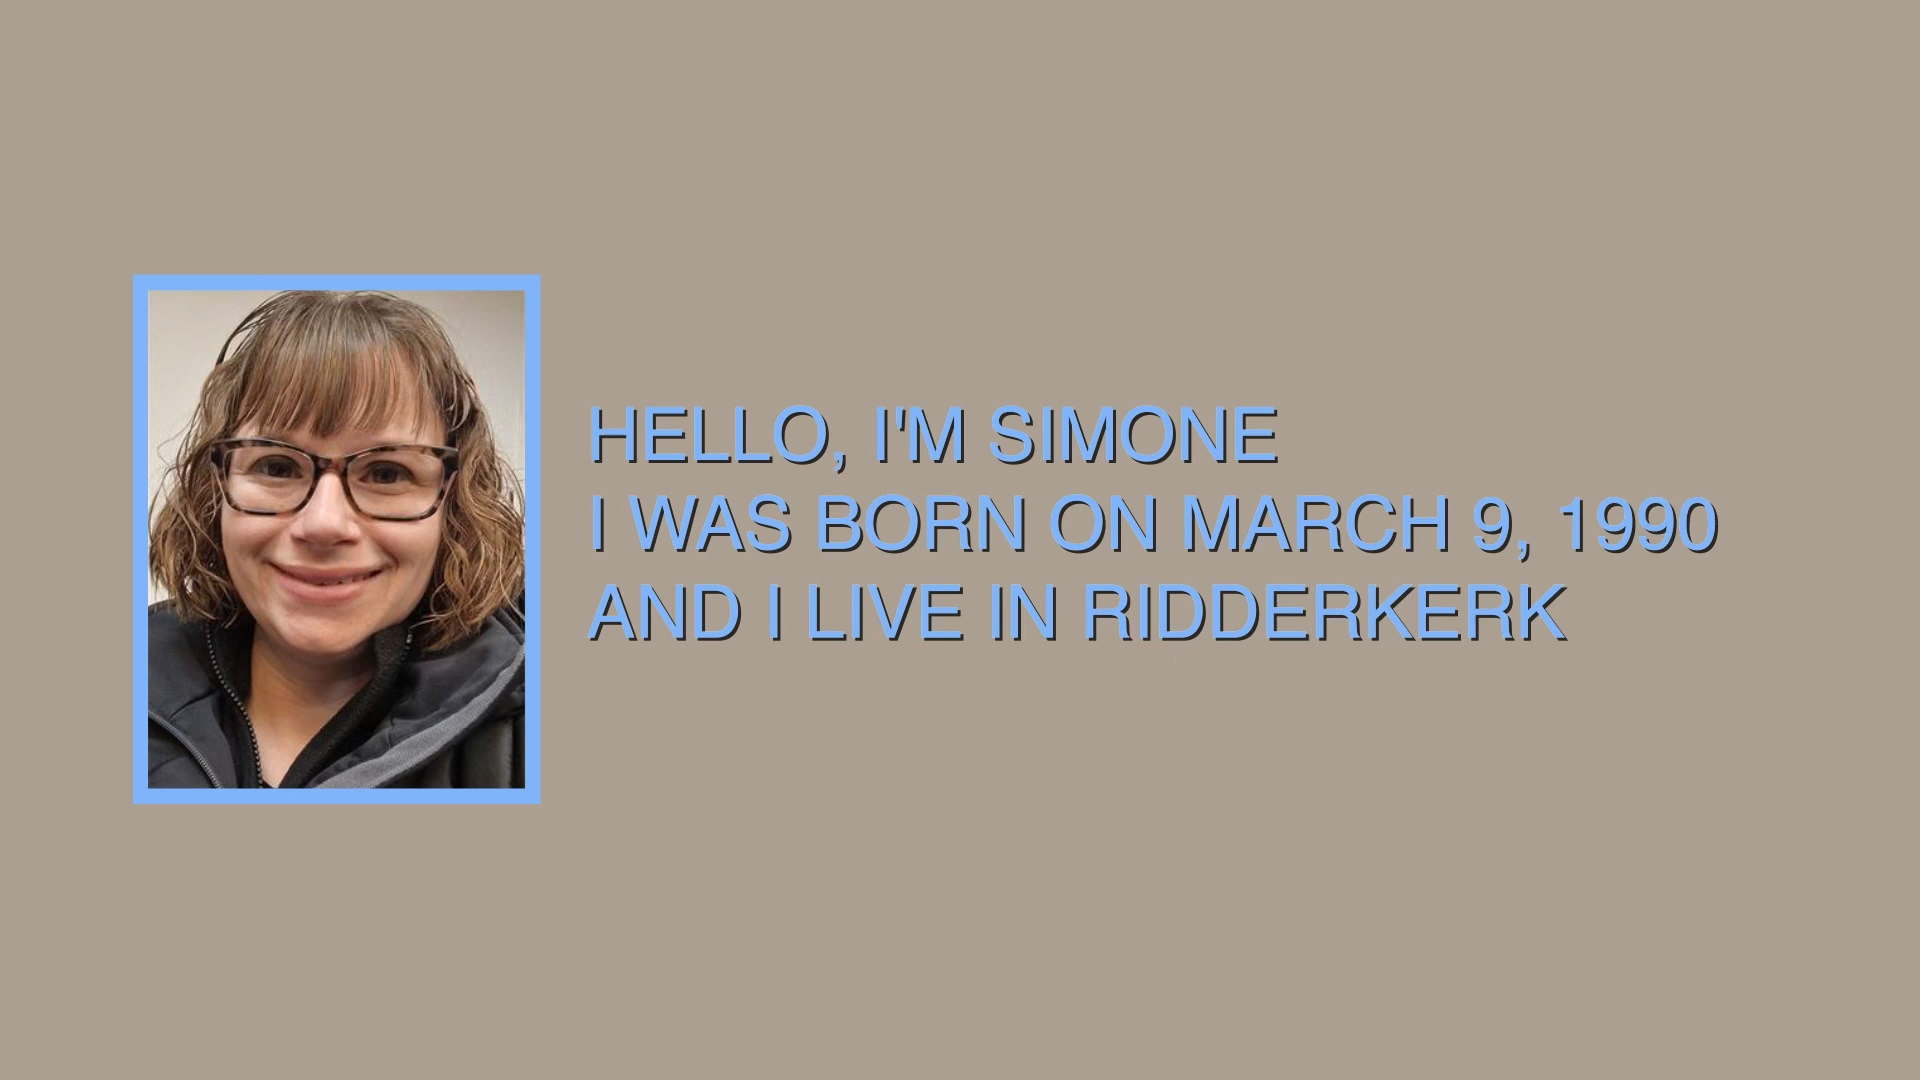 HELLO, I'M SIMONE
I WAS BORN ON MARCH 9, 1990
AND I LIVE IN RIDDERKERK